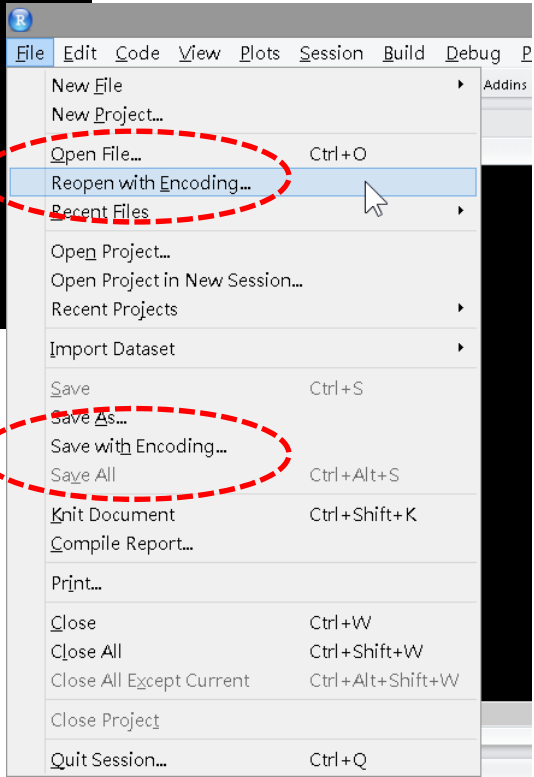 R
File Edit Code View Plots Session Build Debug P
Addins
New File
New Project...
Open File... Ctrl+O
Reopen with Encoding...
Recent Files
Open Project...
Open Project in New Session...
Recent Projects
Import Dataset
Save Ctrl+S
Save As...
Save with Encoding...
Save All Ctrl+Alt+S
Knit Document Ctrl+Shift+K
Compile Report...
Print...
Close Ctrl+W
Close All Ctrl+Shift+W
Close All Except Current Ctrl+Alt+Shift+W
Close Project
Quit Session... Ctrl+Q